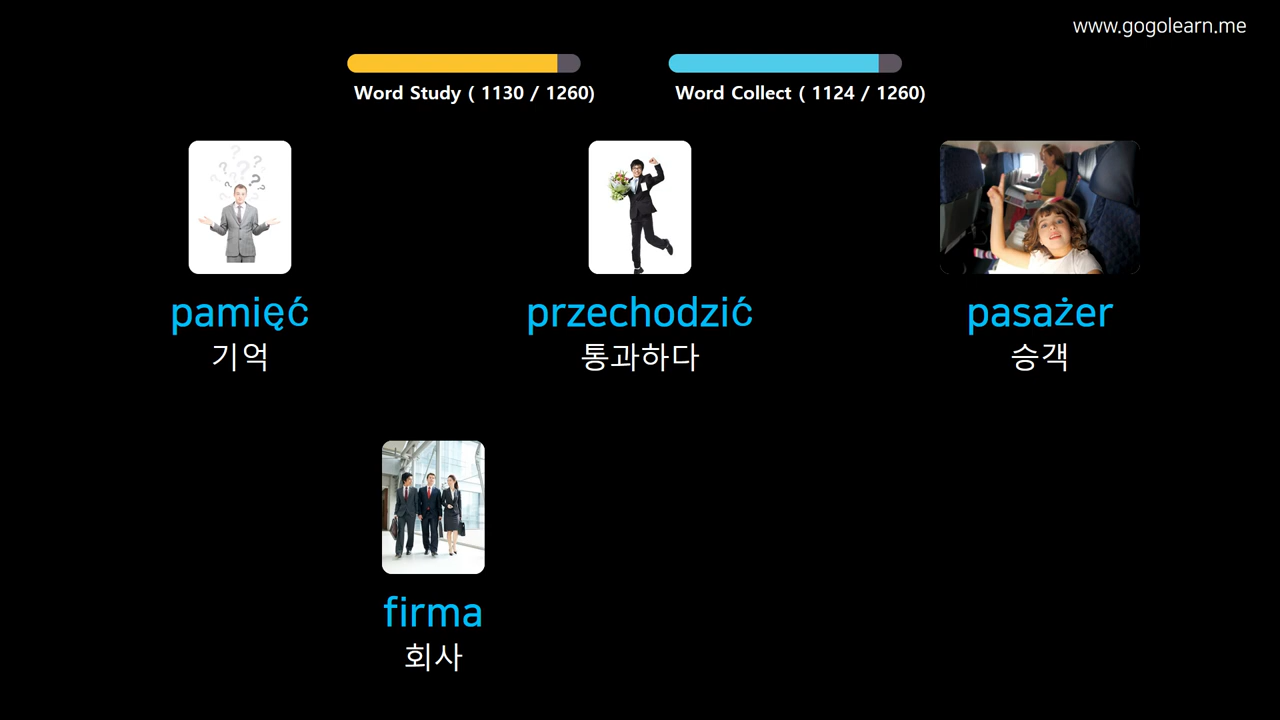 www.gogolearn.me
Word Study ( 1130 / 1260)
Word Collect ( 1124 / 1260)
pamięć
przechodzić
pasażer
기억
통과하다
승객
firma
회사